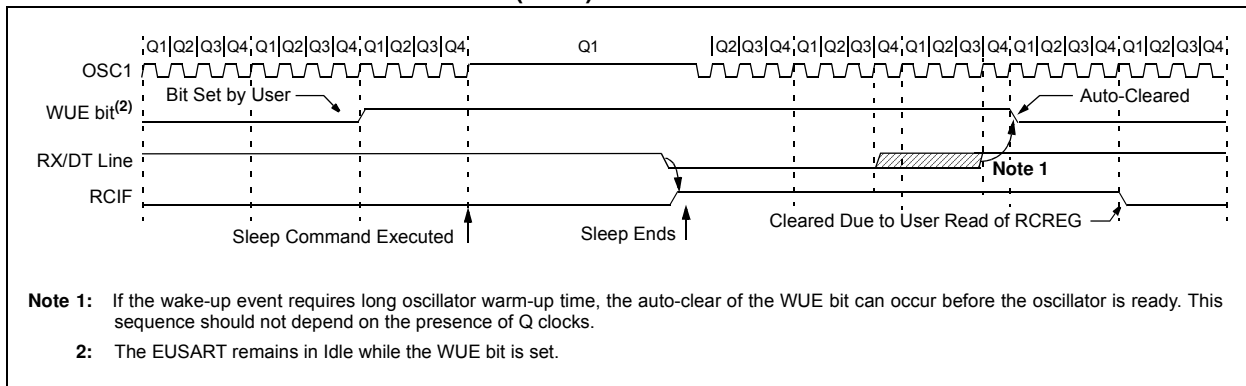 Q1 Q2 Q3 Q4 Q1 Q2 Q3 Q4 Q1 Q2 Q3 Q4 Q1 Q2 Q3 Q4 Q1 Q2 Q3 Q4 Q1 Q2 Q3 Q4 Q1 Q2 Q3 Q4 Q1 Q2 Q3 Q4
OSC1
Bit Set by User
Auto-Cleared
WUE bit(2)
RX/DT Line
Note 1
RCIF
Cleared Due to User Read of RCREG
Sleep Command Executed
Sleep Ends
Note 1: If the wake-up event requires long oscillator warm-up time, the auto-clear of the WUE bit can occur before the oscillator is ready. This
sequence should not depend on the presence of Q clocks.
2: The EUSART remains in Idle while the WUE bit is set.